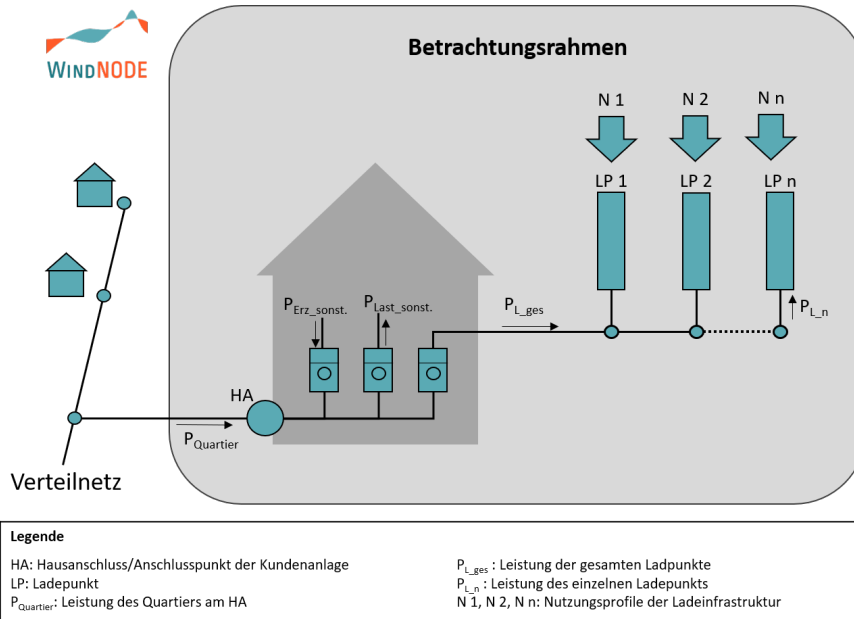 WINDNODE
Betrachtungsrahmen
N 1 N 2 N n
LP 1 LP 2 LP n
P_Erz_sonst. P_Last_sonst. P_L_ges P_L_n
HA
P_Quartier
Verteilnetz
Legende
HA: Hausanschluss/Anschlusspunkt der Kundenanlage
LP: Ladepunkt
P_Quartier: Leistung des Quartiers am HA
P_L_ges : Leistung der gesamten Ladpunkte
P_L_n : Leistung des einzelnen Ladepunkts
N 1, N 2, N n: Nutzungsprofile der Ladeinfrastruktur